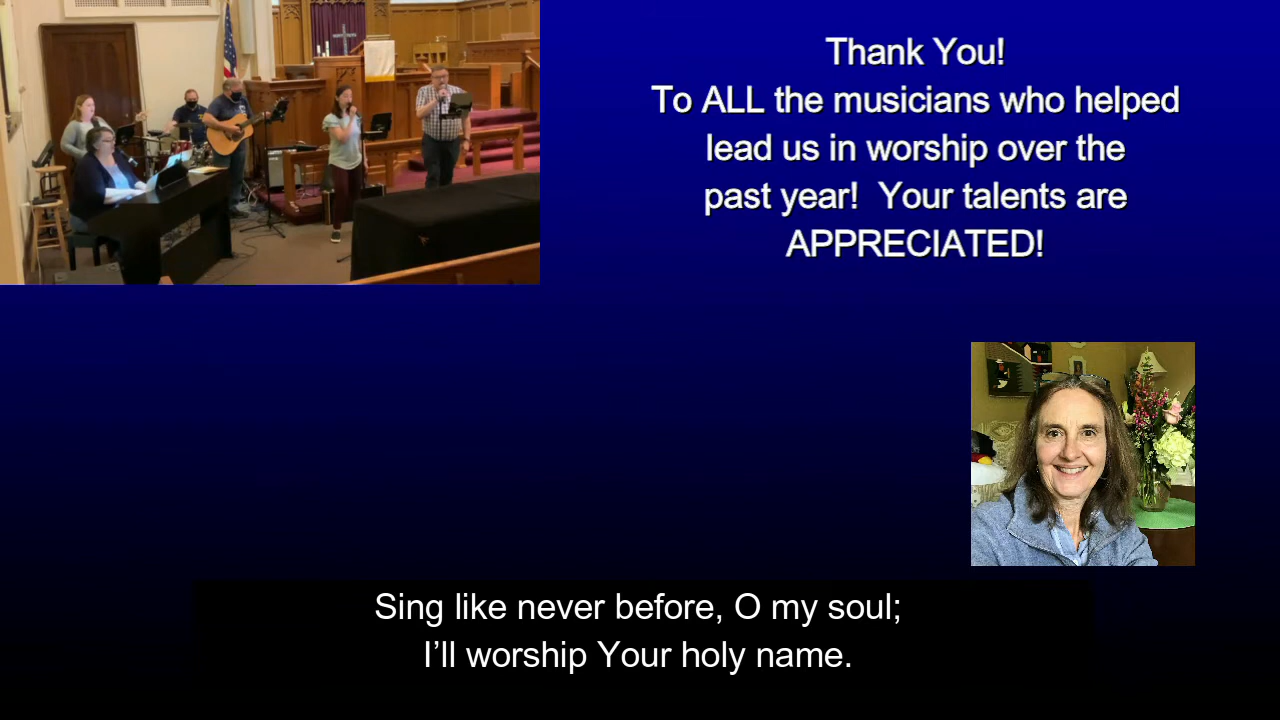 Thank You!
To ALL the musicians who helped
lead us in worship over the
past year!  Your talents are
APPRECIATED!
Sing like never before, O my soul;
I’ll worship Your holy name.